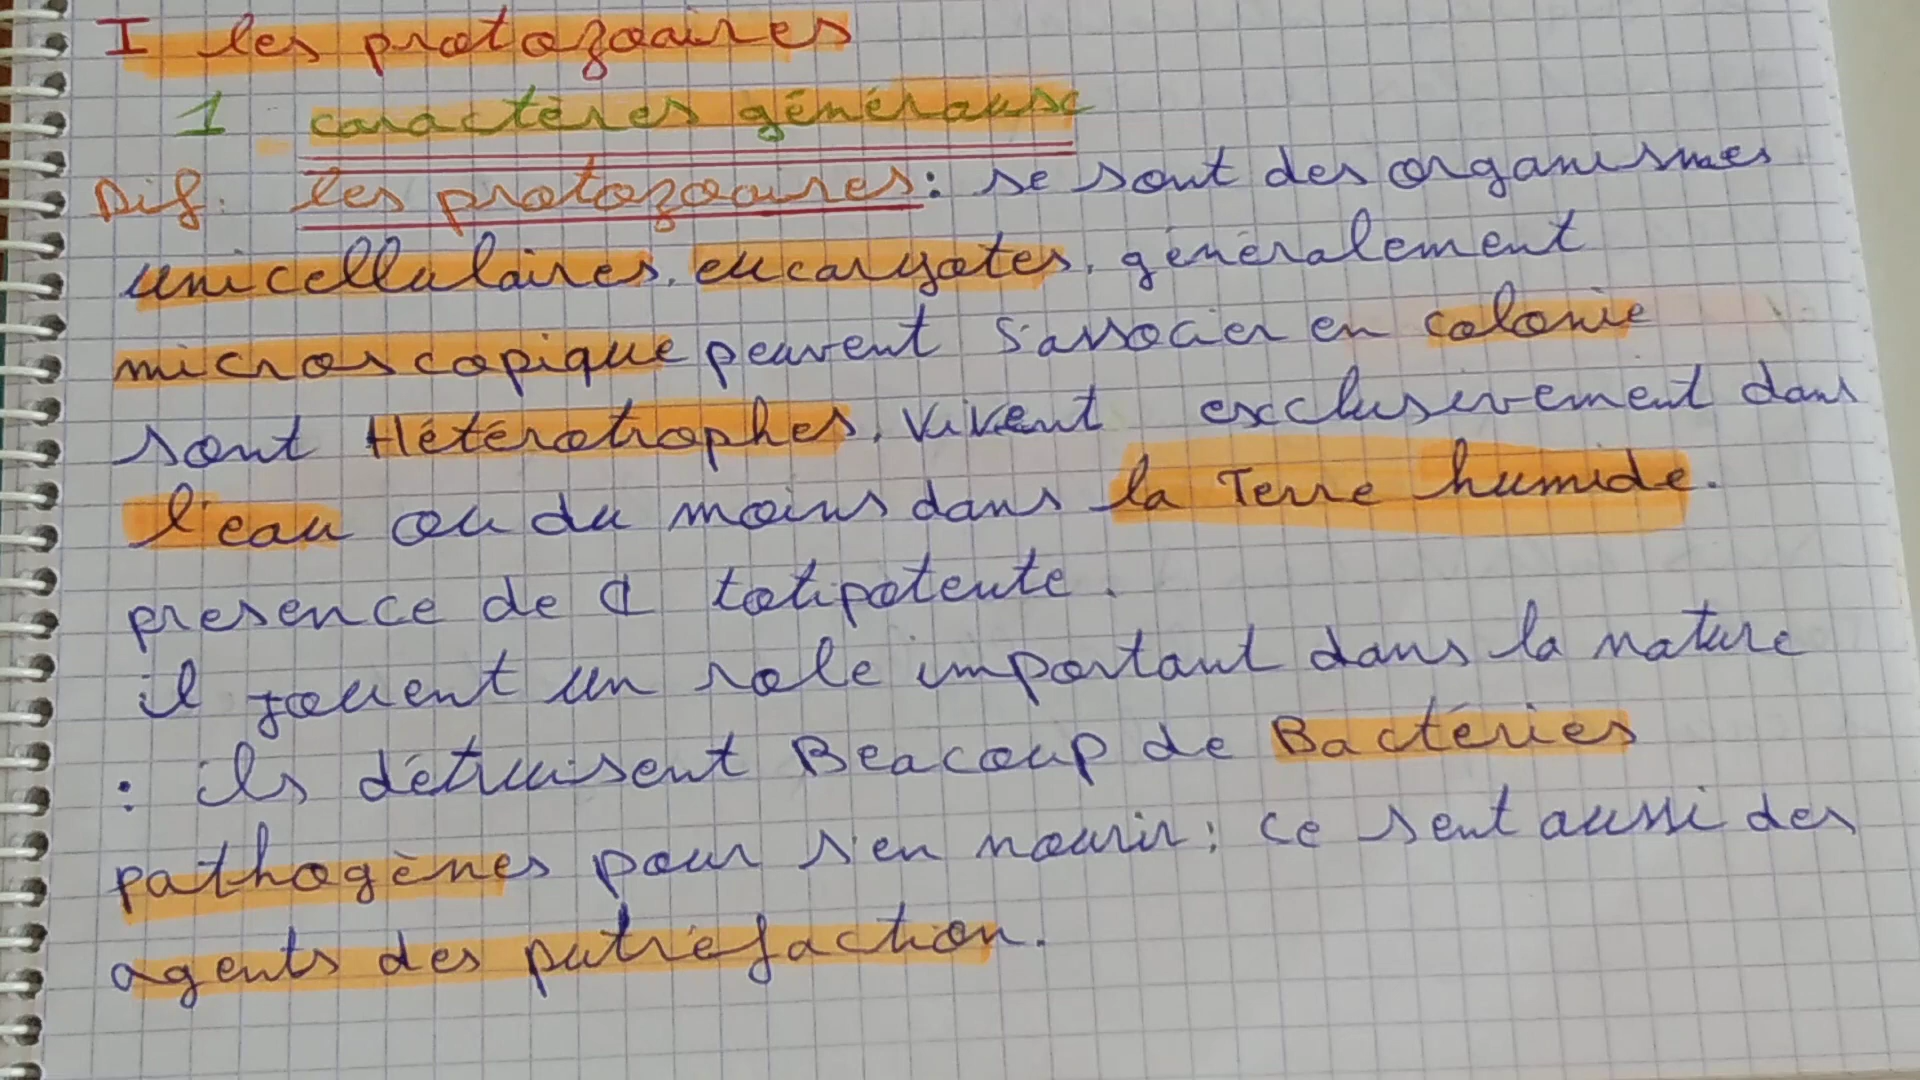 I les protozoaires
1 caractères généraux
Dif. les protozoaires : se sont des organismes
unicellulaires, eucaryotes, généralement
microscopique peuvent s'associer en colonie
sont Hétérotrophes, vivent exclusivement dans
l'eau ou du moins dans la Terre humide.
presence de totipotente.
il jouent un role important dans la nature
: ils détruisent Beacoup de Bactéries
pathogènes pour s'en nourir ; ce sent aussi des
agents des putréfaction.